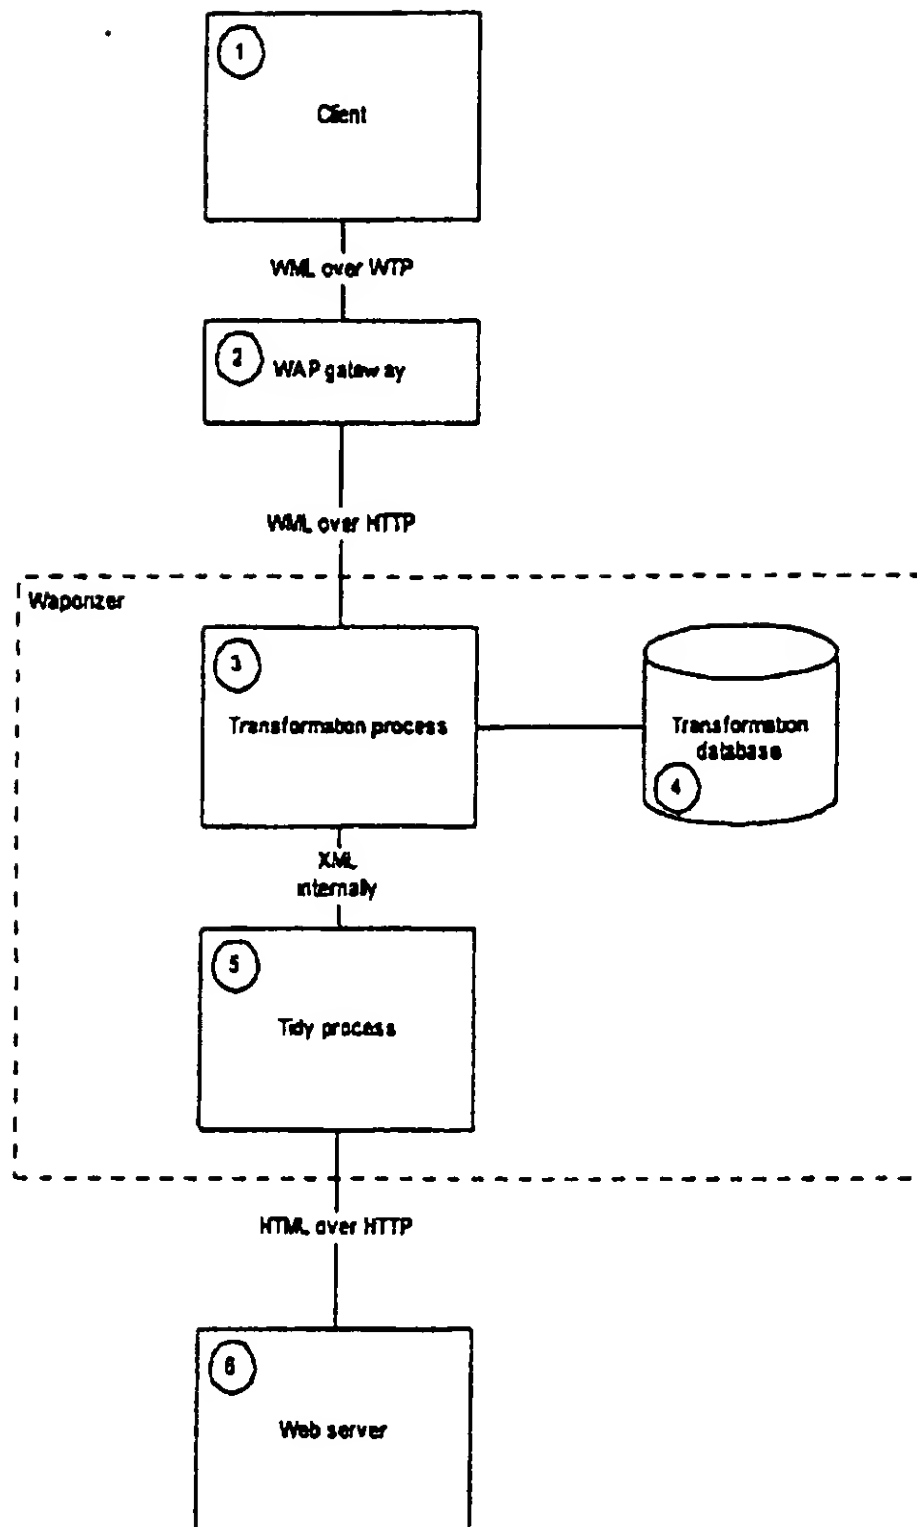 1
Client
WML over WTP
2
WAP gateway
WML over HTTP
Waponizer
3
Transformation process
Transformation
database
4
XML
internally
5
Tidy process
HTML over HTTP
6
Web server